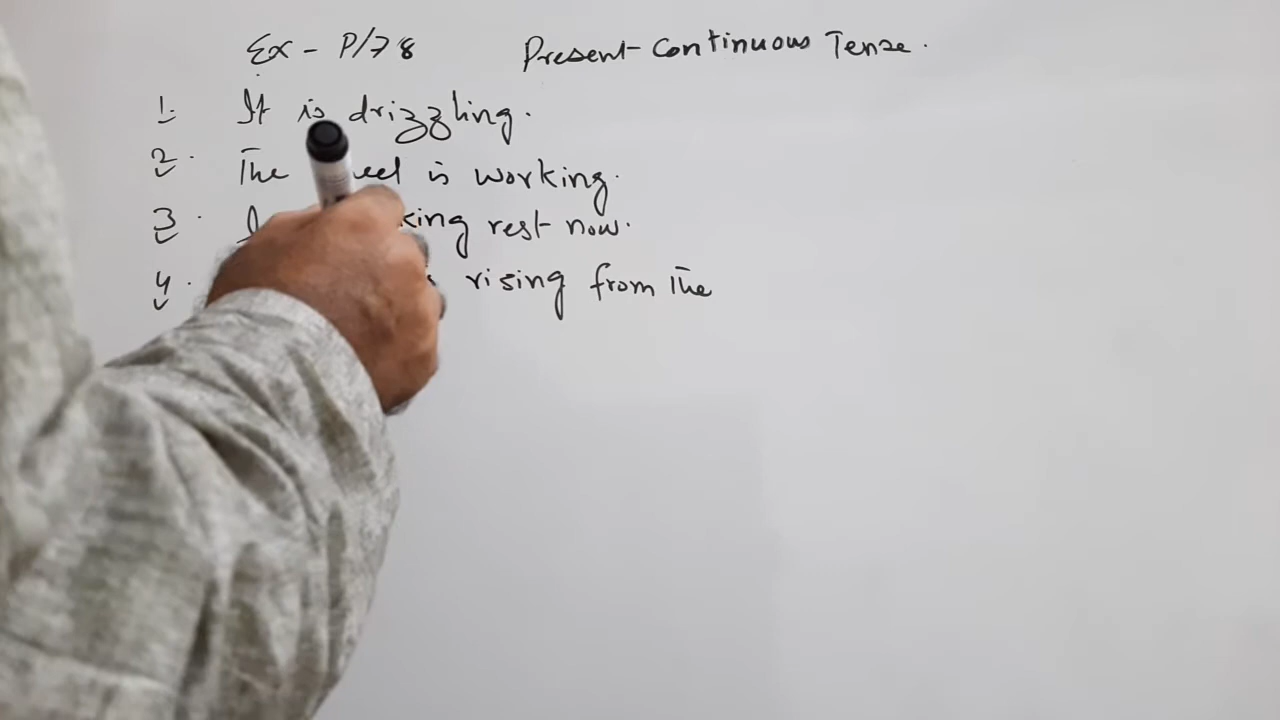 Ex - P/78 Present Continuous Tense.
1. It is drizzling.
2. The is working.
3. rest now.
4. rising from the